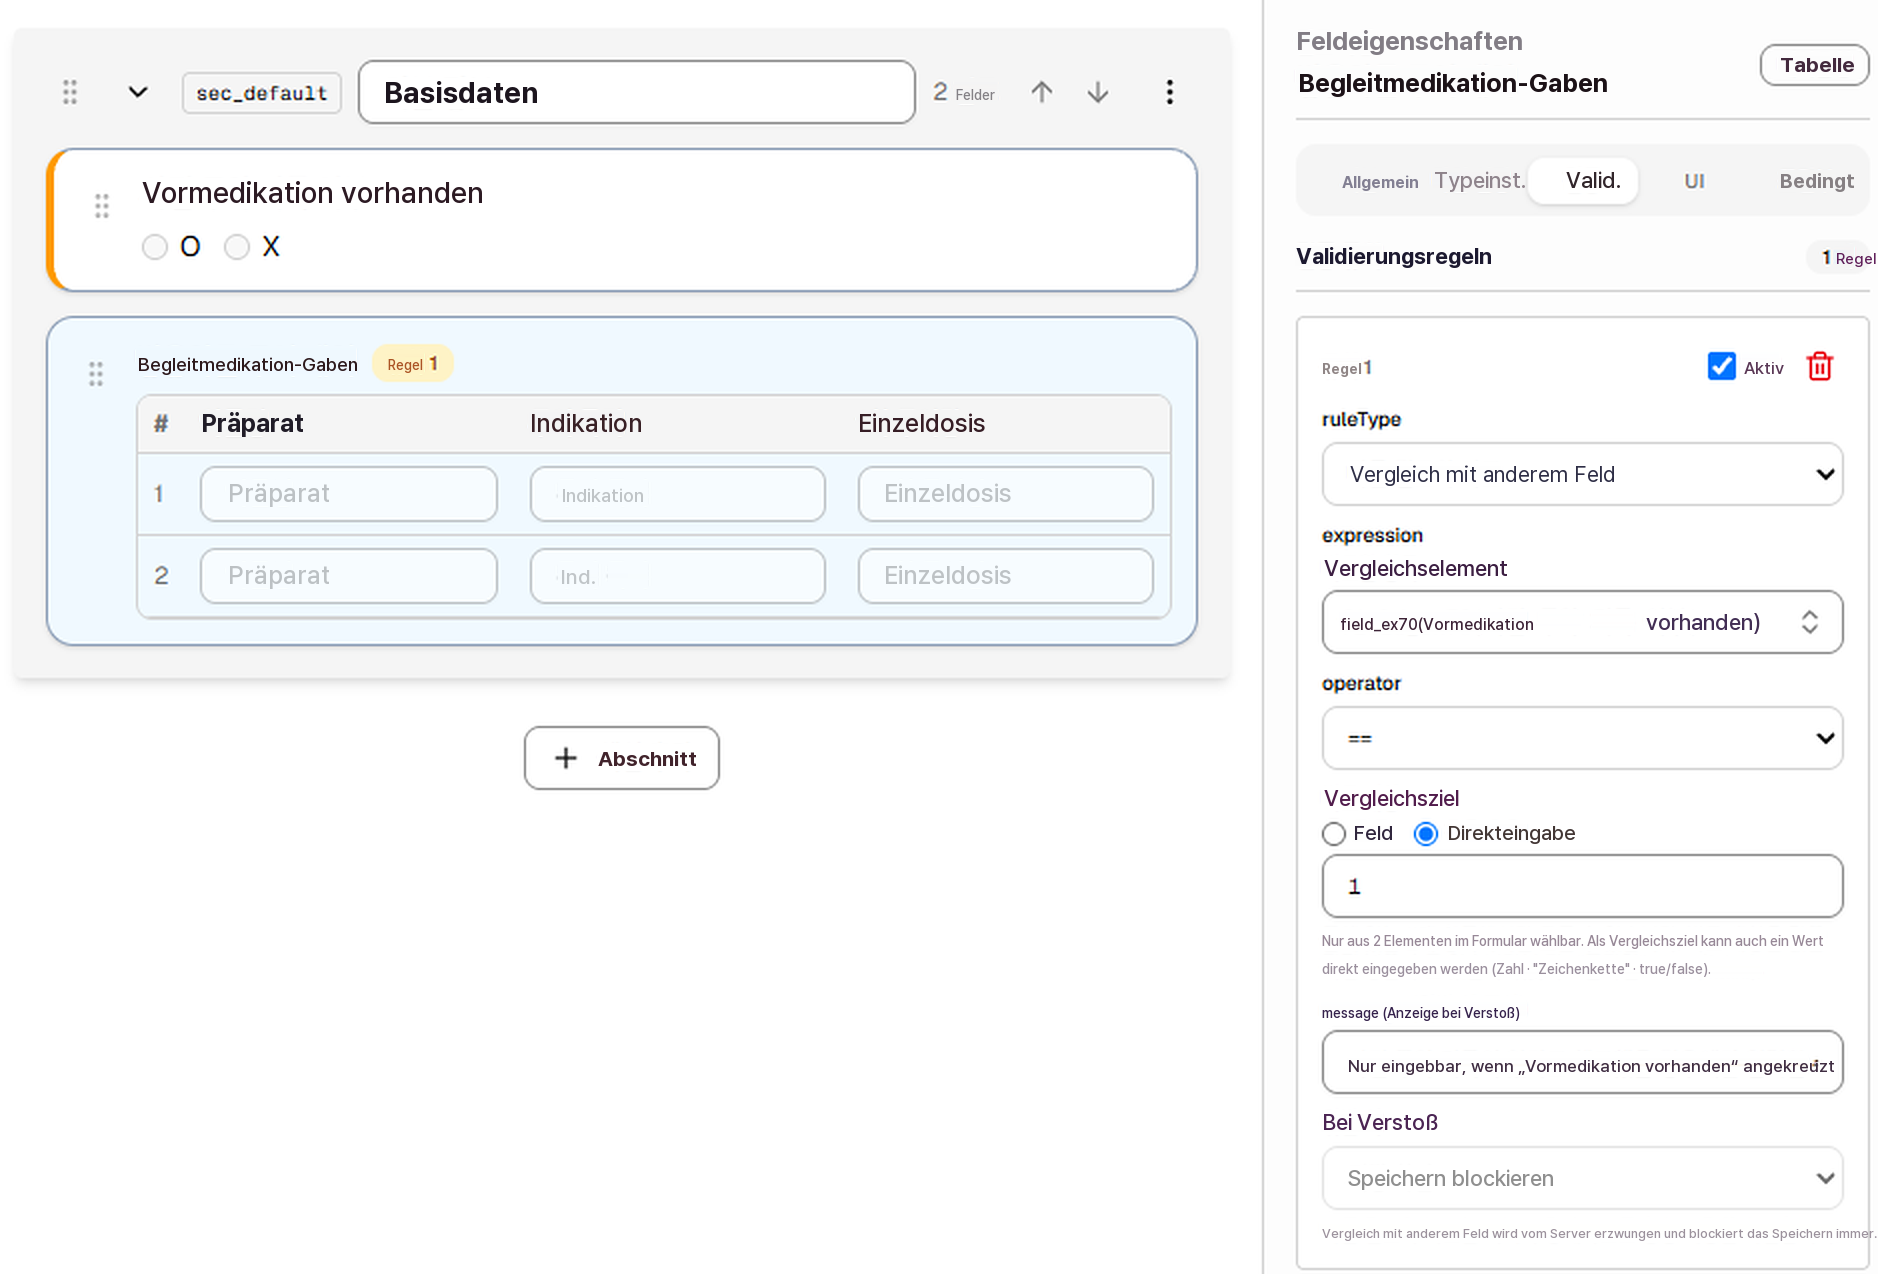 sec_default Basisdaten 2 Felder
Vormedikation vorhanden
O X
Begleitmedikation-Gaben Regel 1
# Präparat Indikation Einzeldosis
1 Präparat Indikation Einzeldosis
2 Präparat Ind. Einzeldosis
+ Abschnitt
Feldeigenschaften
Begleitmedikation-Gaben
Tabelle
Allgemein Typeinst. Valid. UI Bedingt
Validierungsregeln 1 Regel
Regel 1 Aktiv
ruleType
Vergleich mit anderem Feld
expression
Vergleichselement
field_ex70(Vormedikation vorhanden)
operator
==
Vergleichsziel
Feld Direkteingabe
1
Nur aus 2 Elementen im Formular wählbar. Als Vergleichsziel kann auch ein Wert
direkt eingegeben werden (Zahl · "Zeichenkette" · true/false).
message (Anzeige bei Verstoß)
Nur eingebbar, wenn „Vormedikation vorhanden“ angekreuzt
Bei Verstoß
Speichern blockieren
Vergleich mit anderem Feld wird vom Server erzwungen und blockiert das Speichern immer.